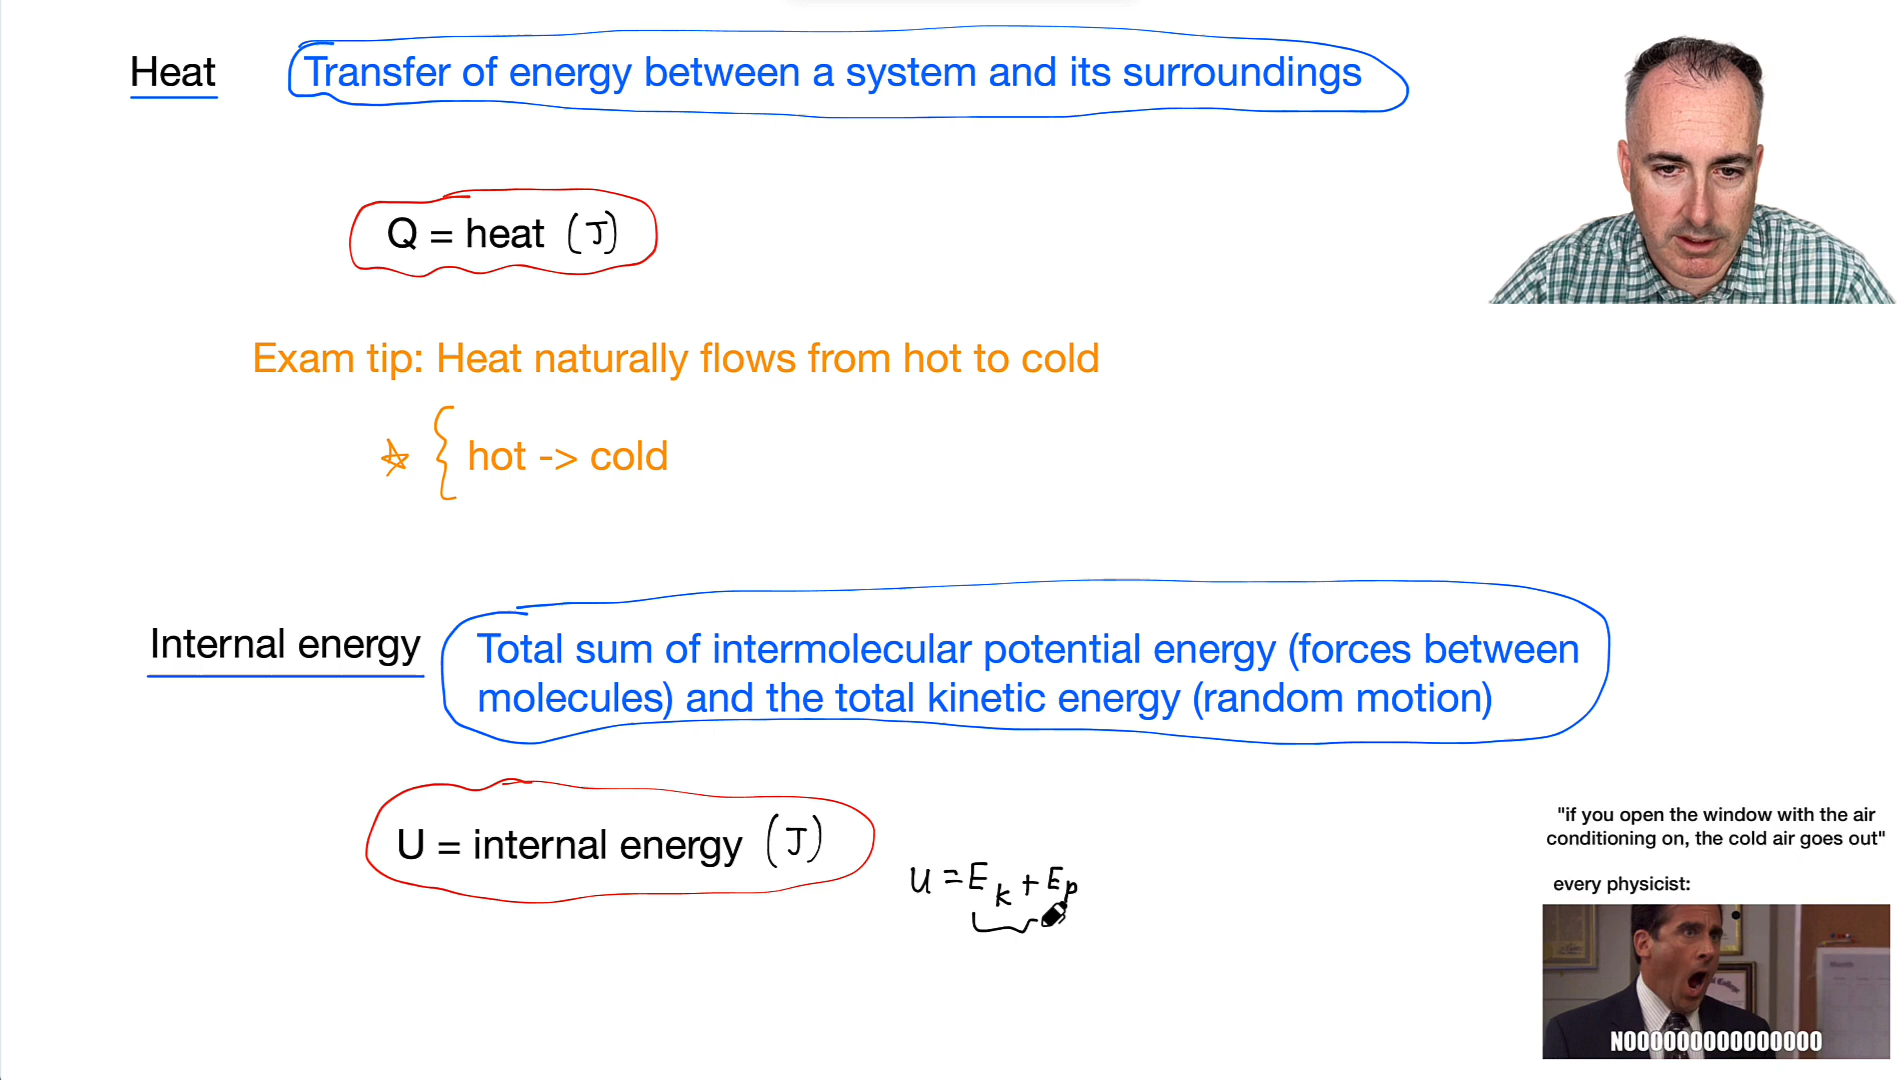 Heat
Transfer of energy between a system and its surroundings
Q = heat (J)
Exam tip: Heat naturally flows from hot to cold
hot -> cold
Internal energy
Total sum of intermolecular potential energy (forces between
molecules) and the total kinetic energy (random motion)
U = internal energy (J)
U = Ek + Ep
"if you open the window with the air
conditioning on, the cold air goes out"
every physicist:
NOOOOOOOOOOOOOOO